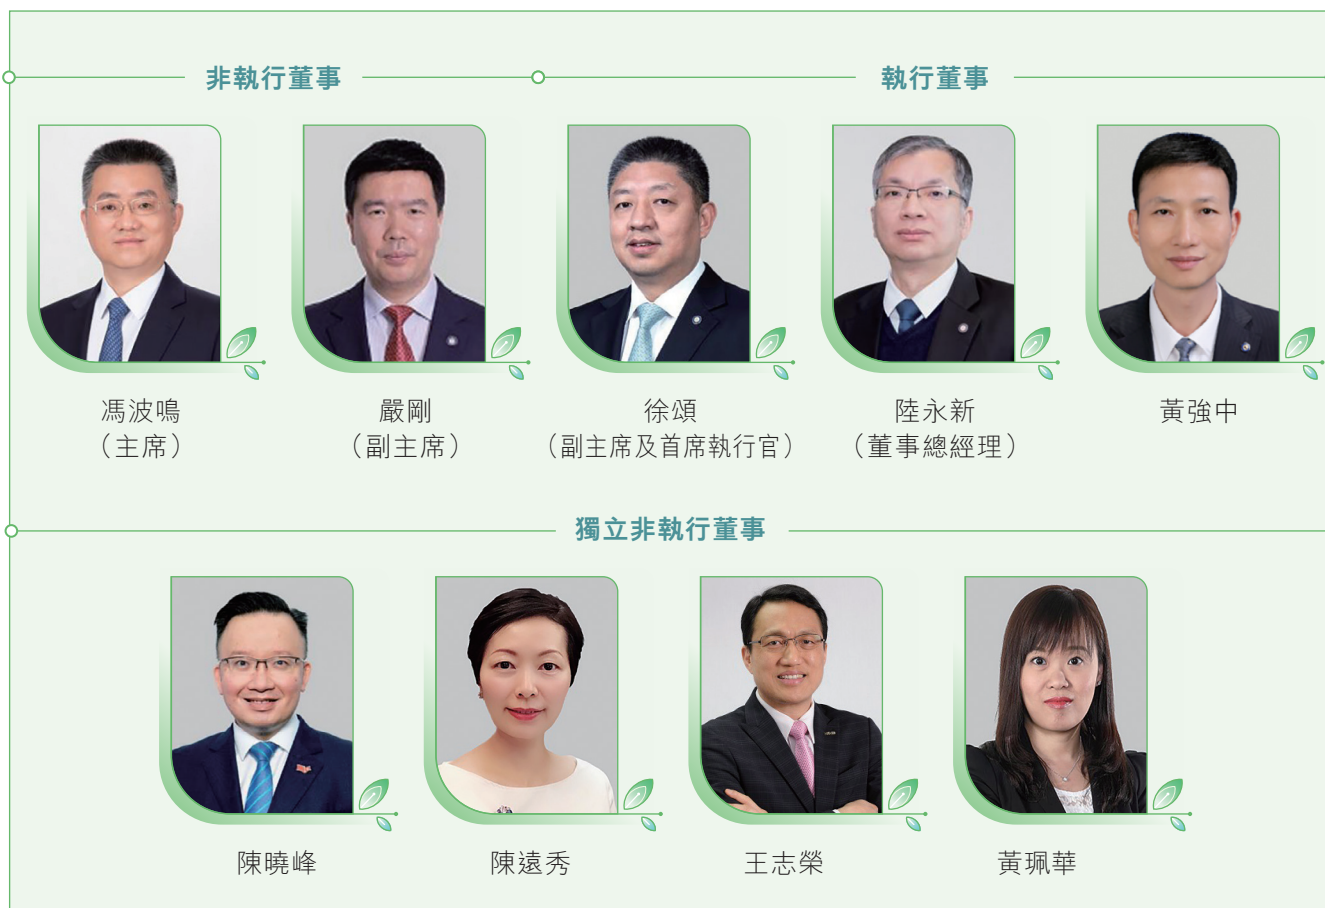 非執行董事
執行董事
馮波鳴
（主席）
嚴剛
（副主席）
徐頌
（副主席及首席執行官）
陸永新
（董事總經理）
黃強中
獨立非執行董事
陳曉峰
陳遠秀
王志榮
黃珮華